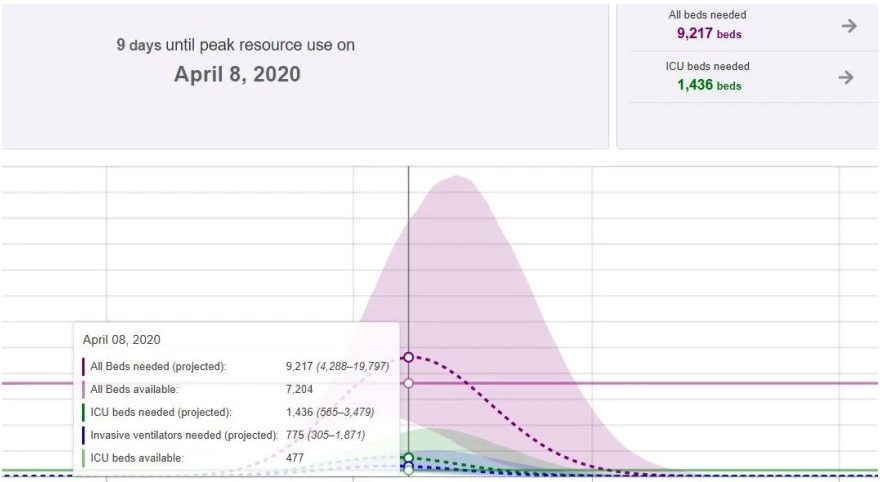 9 days until peak resource use on
April 8, 2020
All beds needed
9,217 beds
ICU beds needed
1,436 beds
April 08, 2020
All Beds needed (projected): 9,217 (4,288–19,797)
All Beds available: 7,204
ICU beds needed (projected): 1,436 (565–3,479)
Invasive ventilators needed (projected): 775 (305–1,871)
ICU beds available: 477